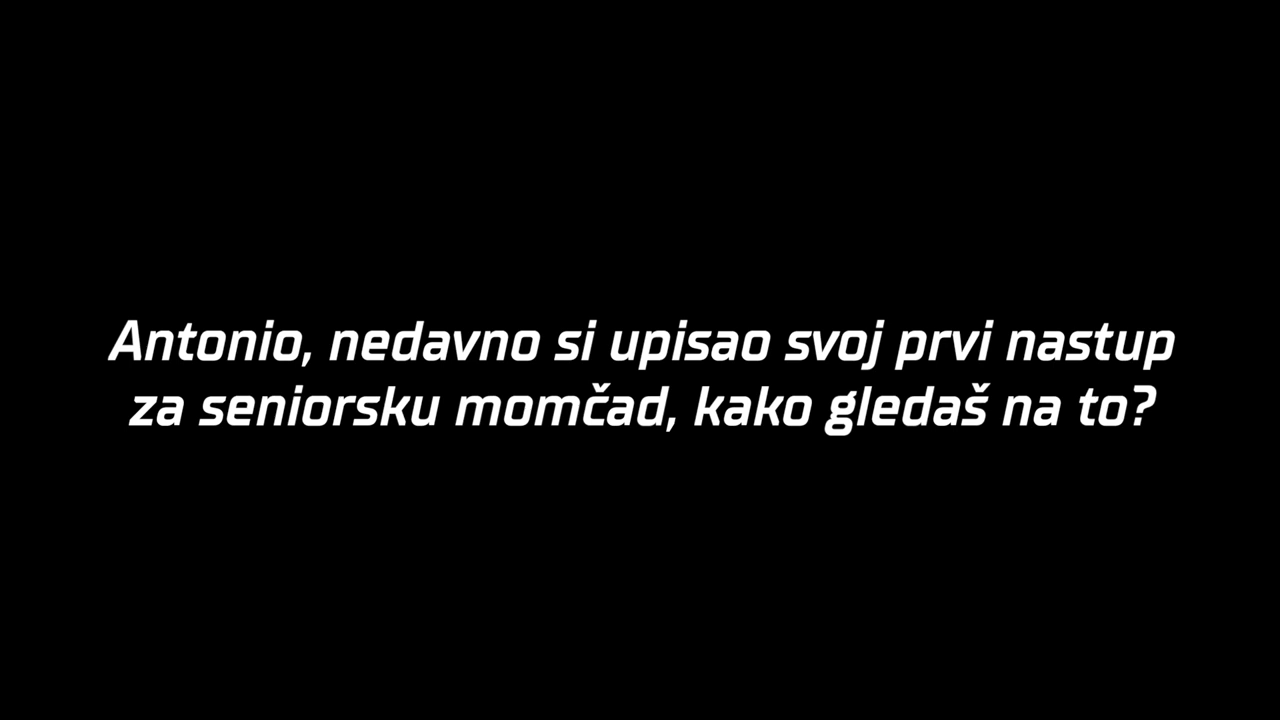 Antonio, nedavno si upisao svoj prvi nastup
za seniorsku momčad, kako gledaš na to?